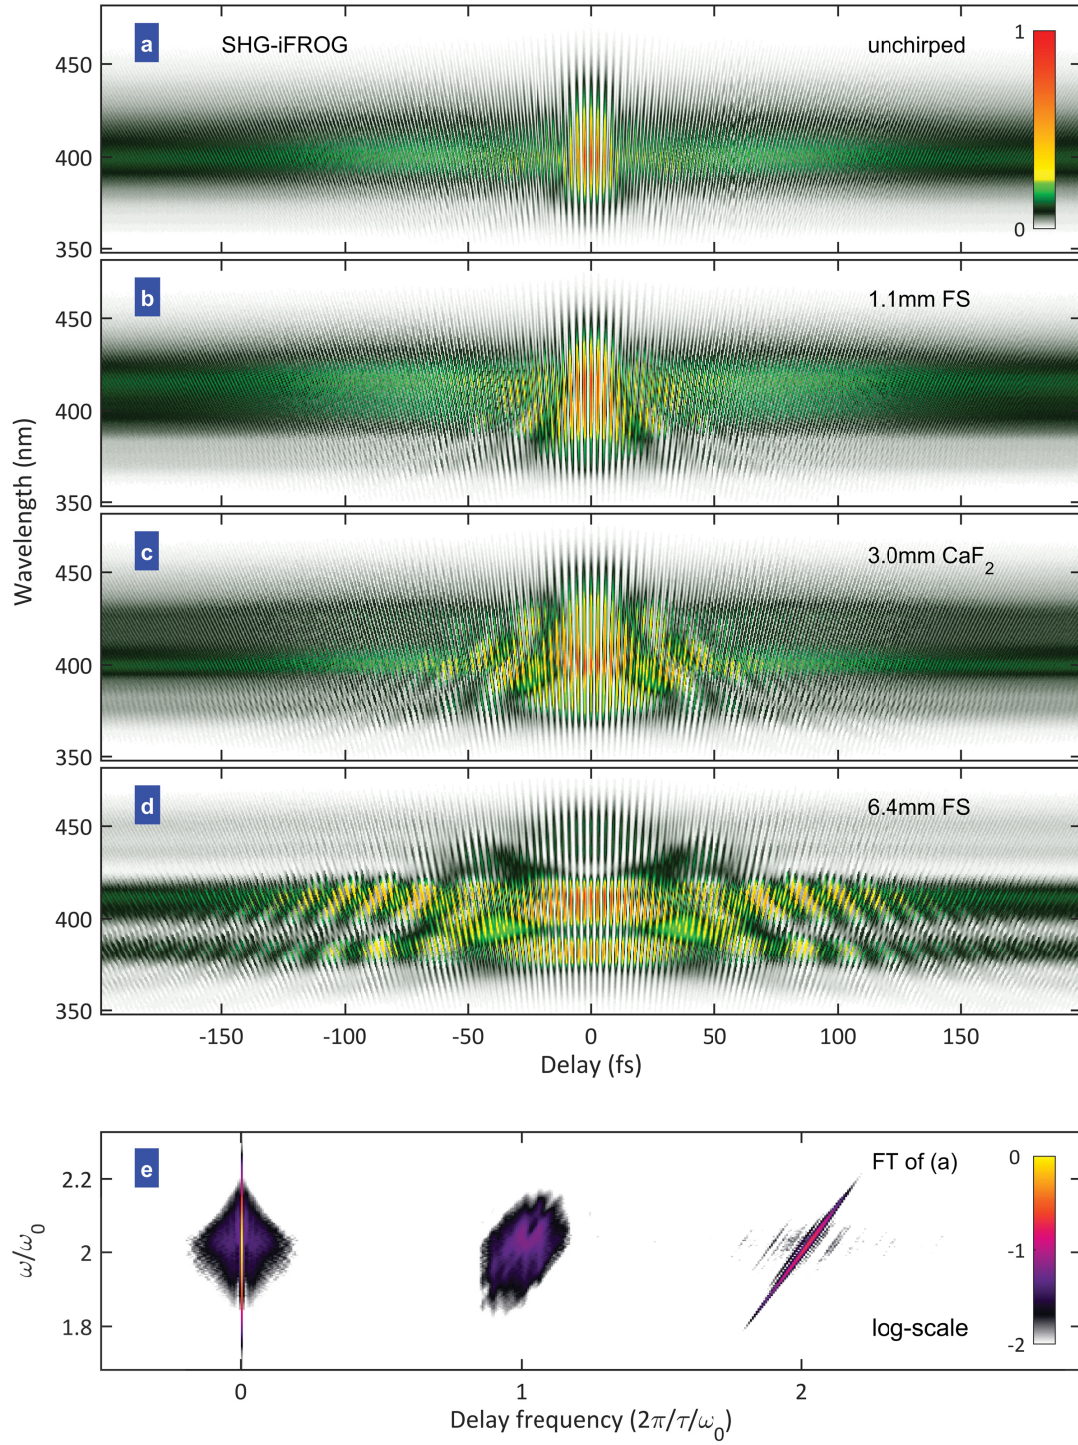 a
SHG-iFROG
unchirped
1
0
450
400
350
b
1.1mm FS
450
400
350
c
3.0mm CaF₂
450
400
350
d
6.4mm FS
450
400
350
Wavelength (nm)
-150 -100 -50 0 50 100 150
Delay (fs)
e
FT of (a)
0
-1
-2
log-scale
2.2
2
1.8
ω/ω₀
0 1 2
Delay frequency (2π/τ/ω₀)